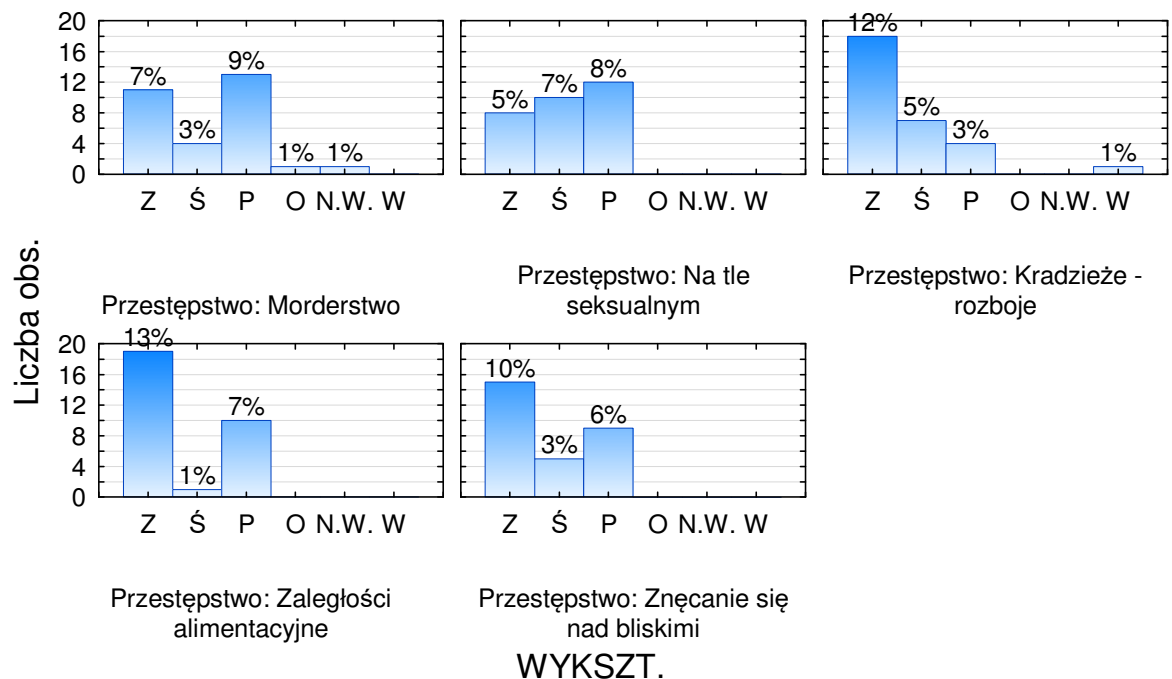 Liczba obs.
20
16
12
8
4
0
7%
3%
9%
1%
1%
Z Ś P O N.W. W
Przestępstwo: Morderstwo
5%
7%
8%
Z Ś P O N.W. W
Przestępstwo: Na tle
seksualnym
12%
5%
3%
1%
Z Ś P O N.W. W
Przestępstwo: Kradzieże -
rozboje
20
16
12
8
4
0
13%
1%
7%
Z Ś P O N.W. W
Przestępstwo: Zaległości
alimentacyjne
10%
3%
6%
Z Ś P O N.W. W
Przestępstwo: Znęcanie się
nad bliskimi
WYKSZT.